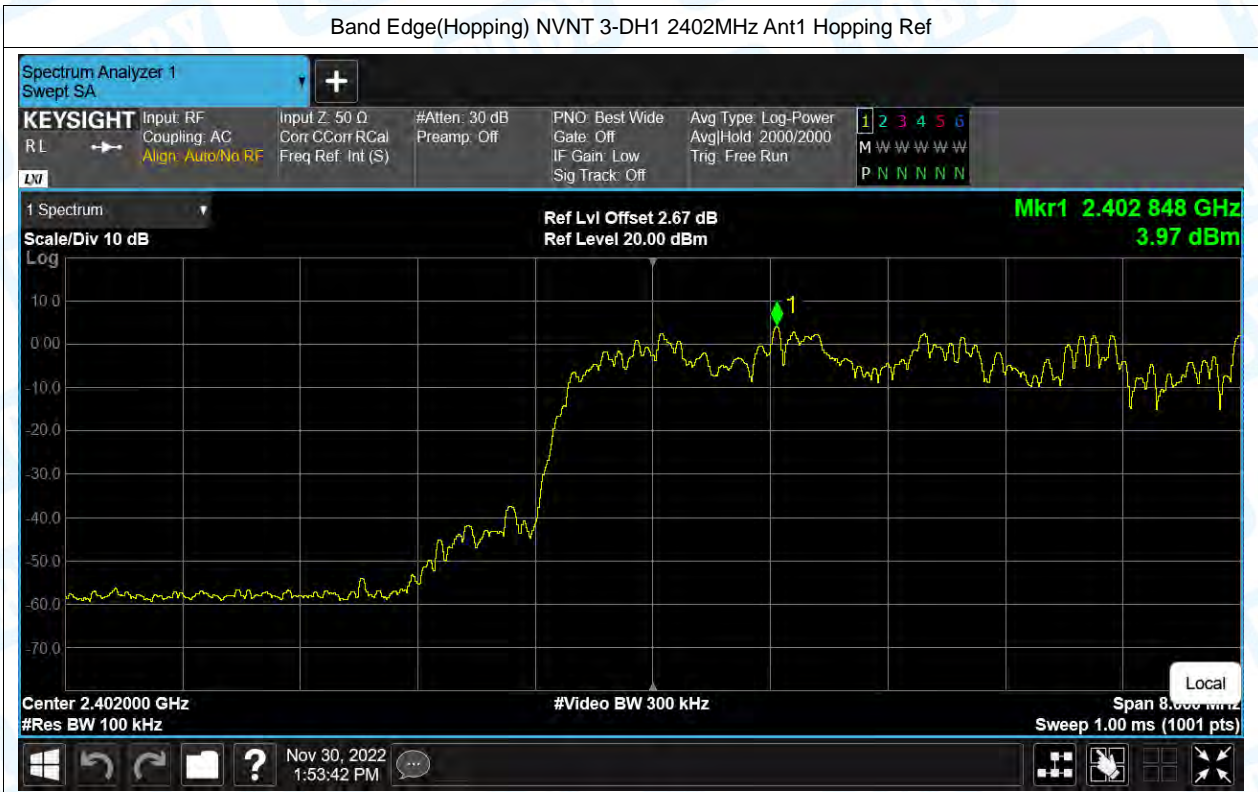 Band Edge(Hopping) NVNT 3-DH1 2402MHz Ant1 Hopping Ref
Spectrum Analyzer 1
Swept SA
+
KEYSIGHT
RL
LXI
Input: RF
Coupling: AC
Align: Auto/No RF
Input Z: 50 Ω
Corr CCorr RCal
Freq Ref: Int (S)
#Atten: 30 dB
Preamp: Off
PNO: Best Wide
Gate: Off
IF Gain: Low
Sig Track: Off
Avg Type: Log-Power
Avg|Hold: 2000/2000
Trig: Free Run
1 2 3 4 5 6
M W W W W W
P N N N N N
1 Spectrum
Scale/Div 10 dB
Ref Lvl Offset 2.67 dB
Ref Level 20.00 dBm
Mkr1 2.402 848 GHz
3.97 dBm
Log
10.0
0.00
-10.0
-20.0
-30.0
-40.0
-50.0
-60.0
-70.0
1
Local
Center 2.402000 GHz
#Res BW 100 kHz
#Video BW 300 kHz
Span
Sweep 1.00 ms (1001 pts)
?
Nov 30, 2022
1:53:42 PM